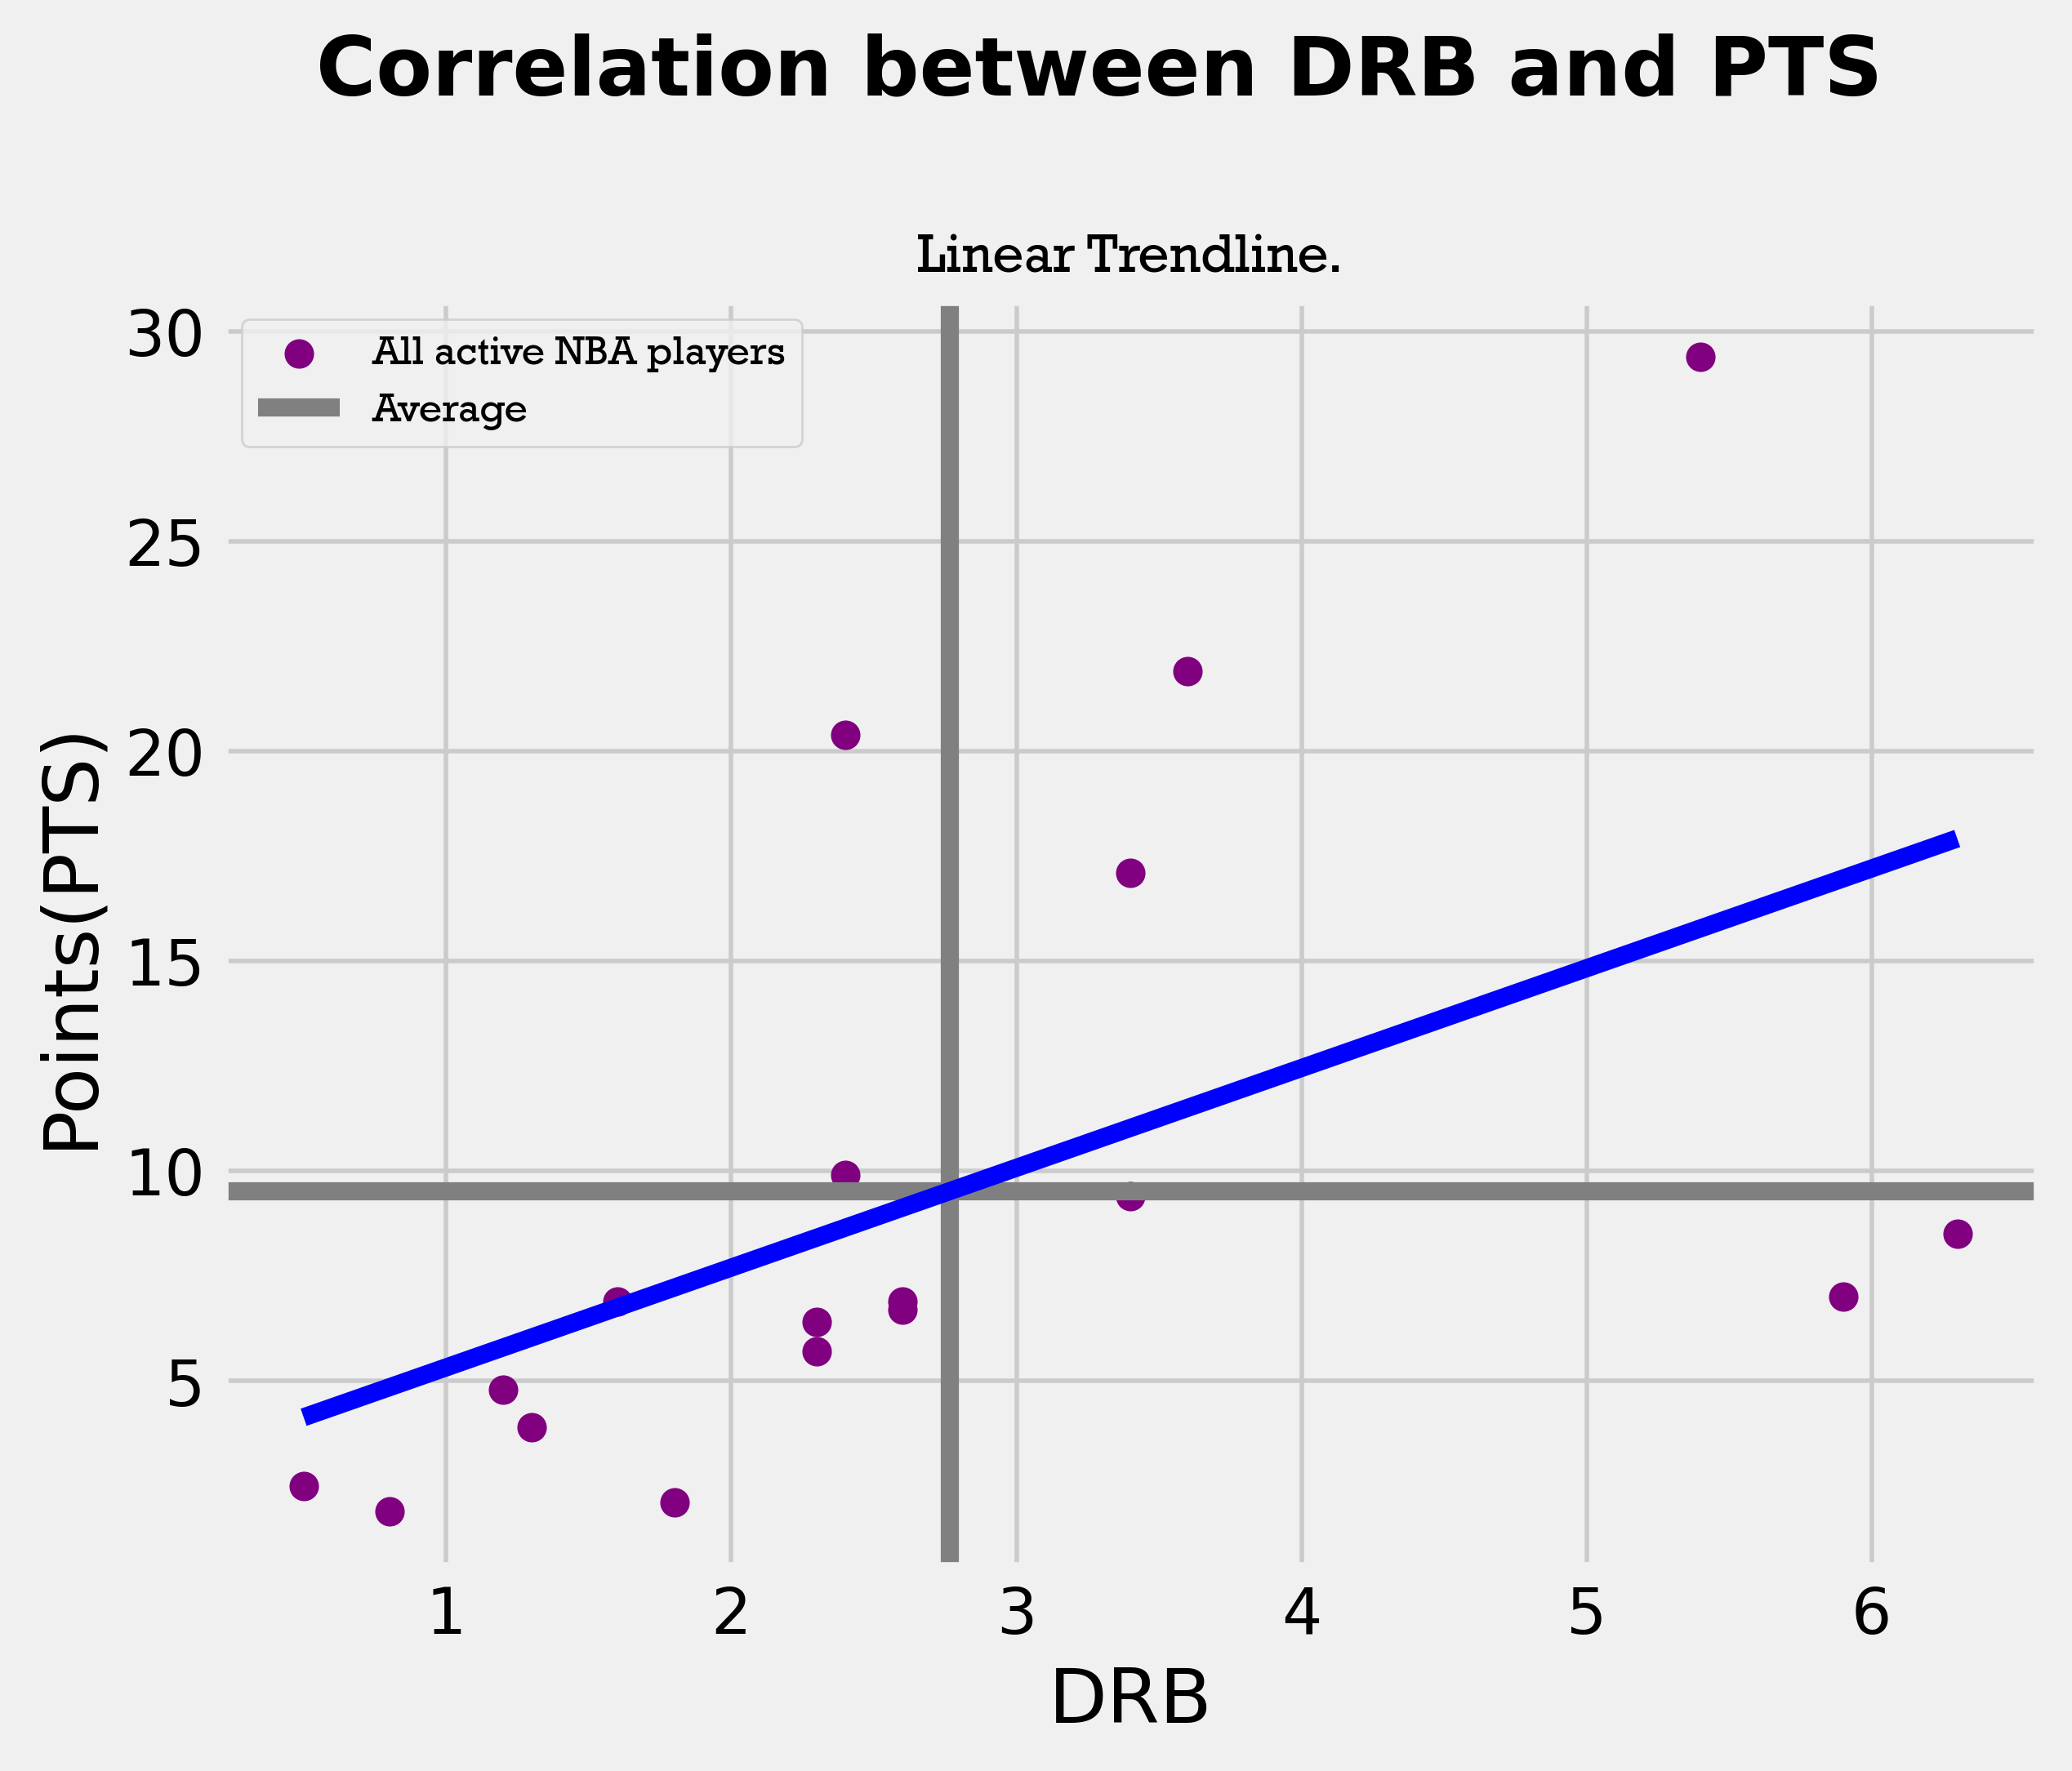 Correlation between DRB and PTS
Linear Trendline.
All active NBA players
Average
Points(PTS)
30
25
20
15
10
5
1 2 3 4 5 6
DRB